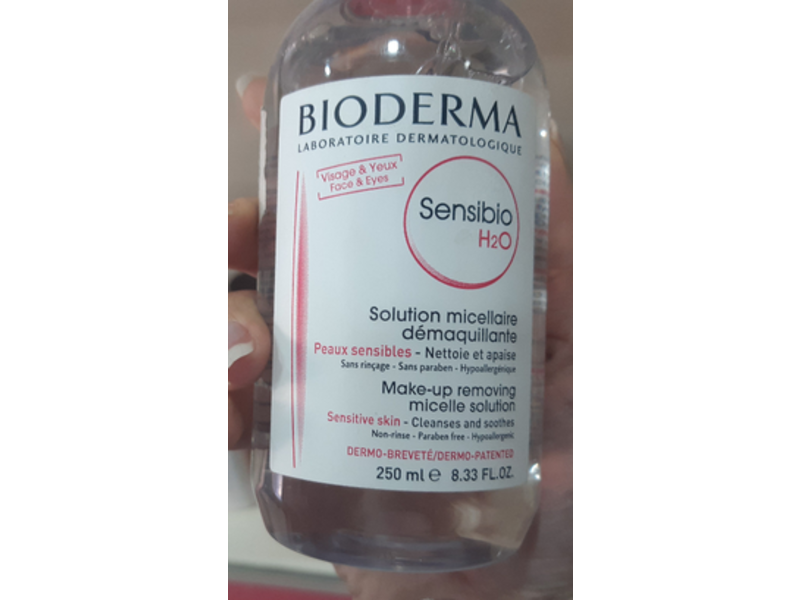 BIODERMA
LABORATOIRE DERMATOLOGIQUE
Visage & Yeux
Face & Eyes
Sensibio
H2O
Solution micellaire
démaquillante
Peaux sensibles - Nettoie et apaise
Sans rinçage - Sans paraben - Hypoallergénique
Make-up removing
micelle solution
Sensitive skin - Cleanses and soothes
Non-rinse - Paraben free - Hypoallergenic
DERMO-BREVETÉ/DERMO-PATENTED
250 ml e 8.33 FL.OZ.